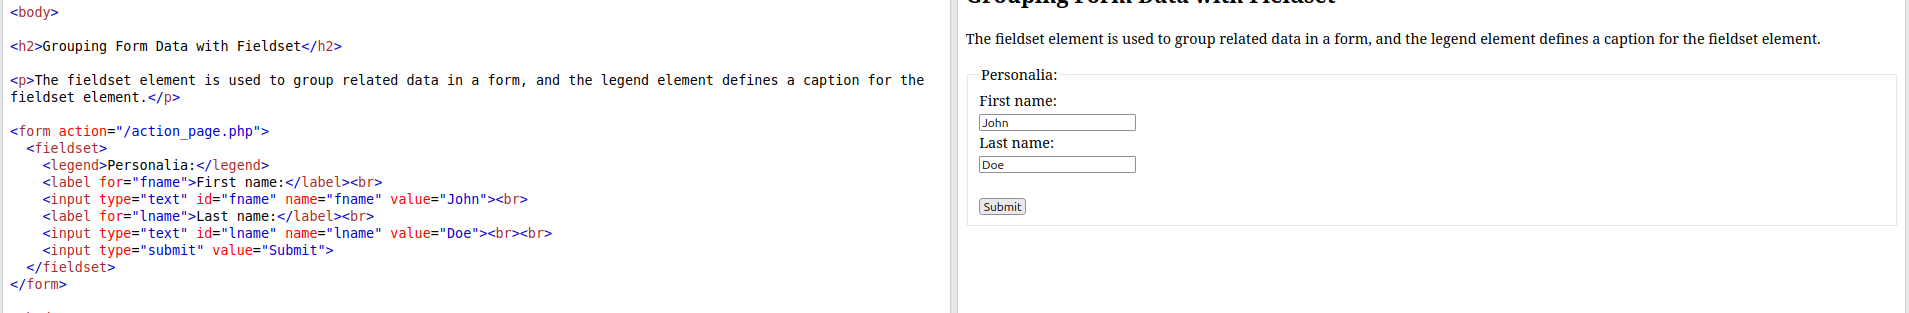 <body>
<h2>Grouping Form Data with Fieldset</h2>
<p>The fieldset element is used to group related data in a form, and the legend element defines a caption for the
fieldset element.</p>
<form action="/action_page.php">
  <fieldset>
    <legend>Personalia:</legend>
    <label for="fname">First name:</label><br>
    <input type="text" id="fname" name="fname" value="John"><br>
    <label for="lname">Last name:</label><br>
    <input type="text" id="lname" name="lname" value="Doe"><br><br>
    <input type="submit" value="Submit">
  </fieldset>
</form>
Grouping Form Data with Fieldset
The fieldset element is used to group related data in a form, and the legend element defines a caption for the fieldset element.
Personalia:
First name:
John
Last name:
Doe
Submit